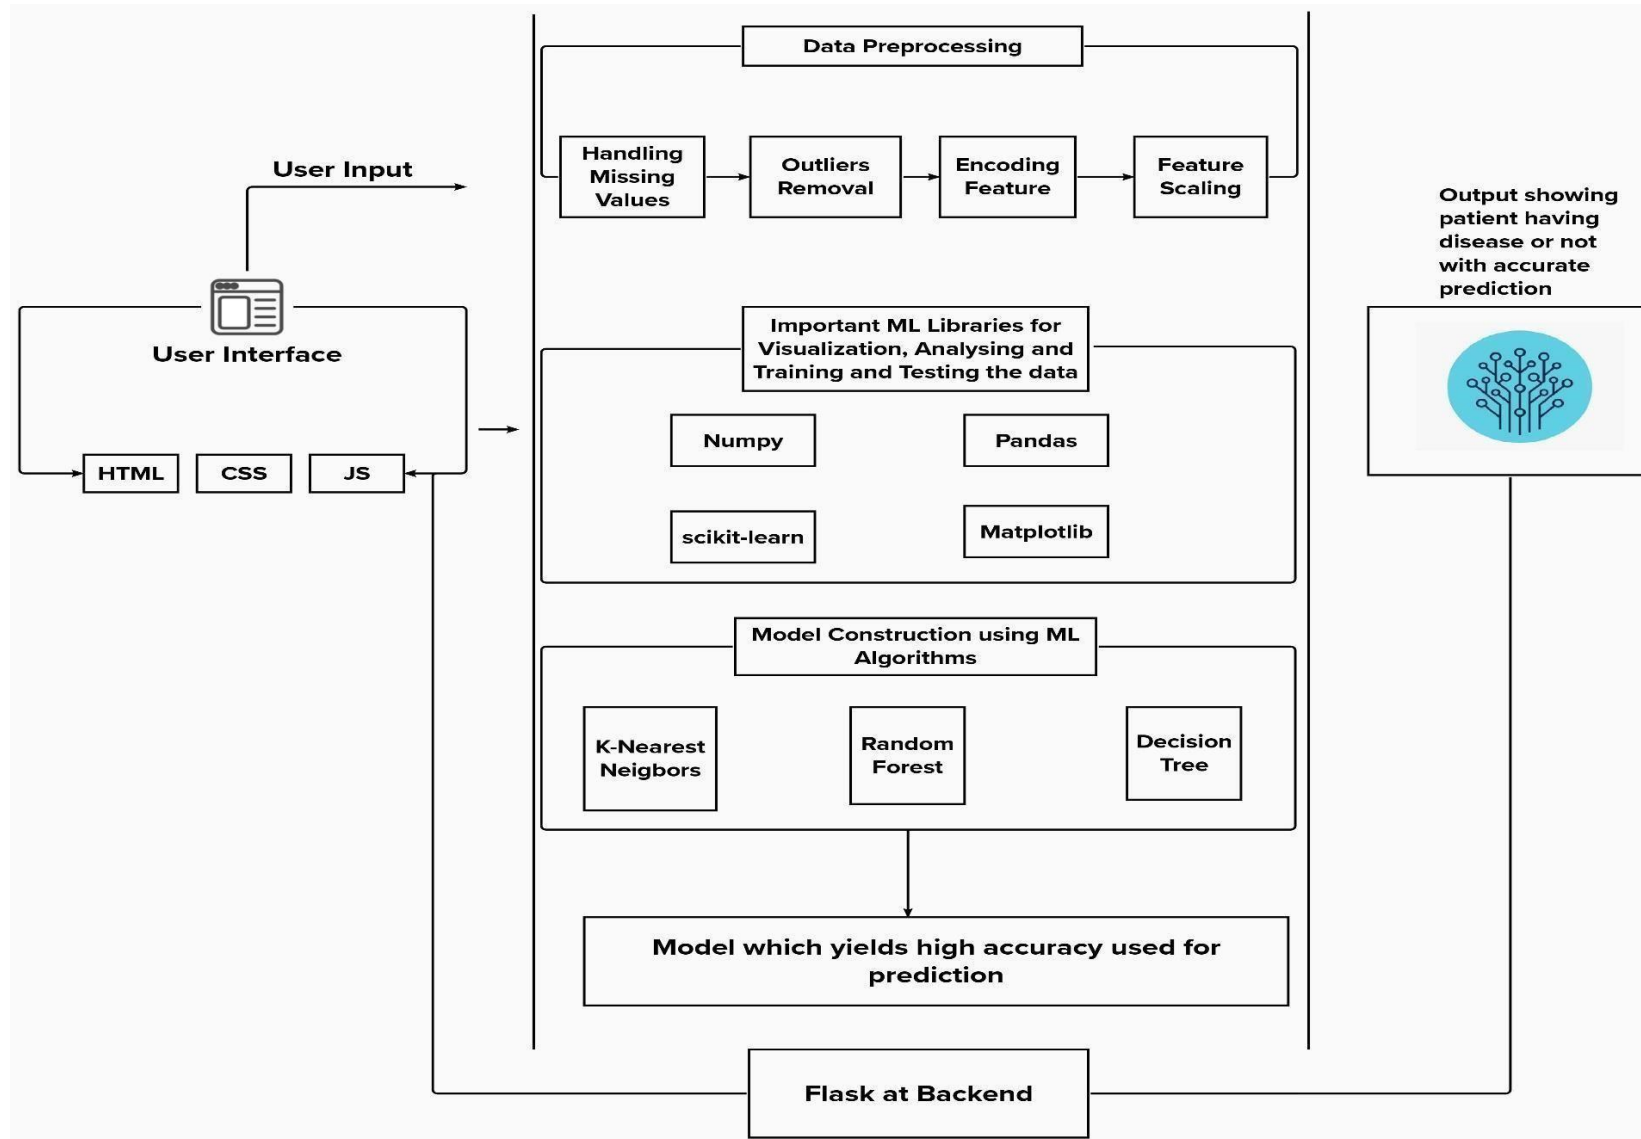 Data Preprocessing
Handling
Missing
Values
Outliers
Removal
Encoding
Feature
Feature
Scaling
User Input
User Interface
HTML
CSS
JS
Important ML Libraries for
Visualization, Analysing and
Training and Testing the data
Numpy
Pandas
scikit-learn
Matplotlib
Model Construction using ML
Algorithms
K-Nearest
Neigbors
Random
Forest
Decision
Tree
Model which yields high accuracy used for
prediction
Flask at Backend
Output showing
patient having
disease or not
with accurate
prediction